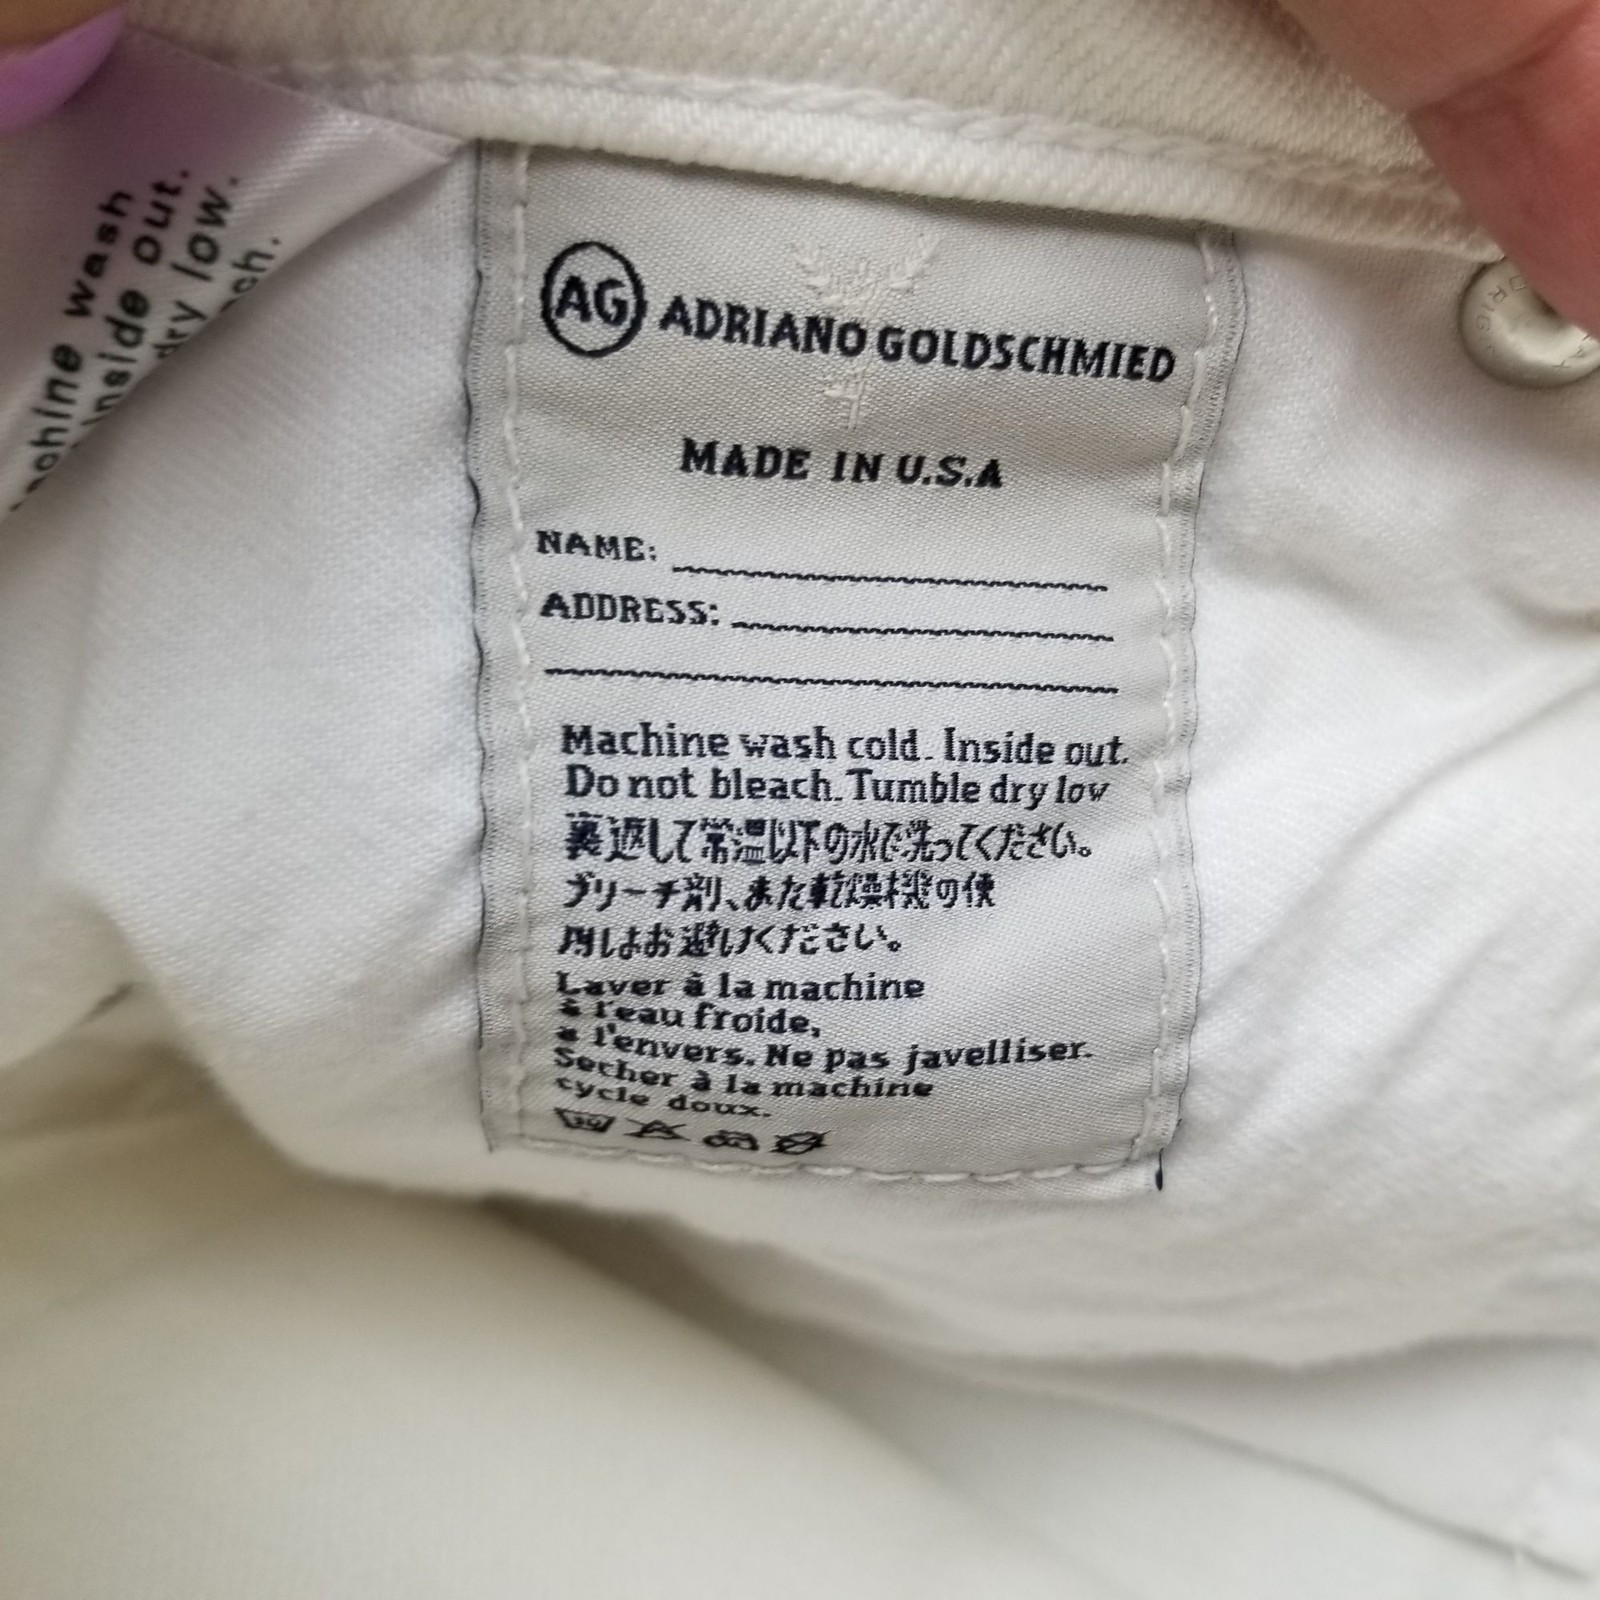 AG ADRIANO GOLDSCHMIED
MADE IN U.S.A
NAME:
ADDRESS:
Machine wash cold. Inside out.
Do not bleach. Tumble dry low
裏返して常温以下の水で洗ってください。
ブリーチ剤、また乾燥機の使
用はお避けください。
Laver à la machine
à l'eau froide,
a l'envers. Ne pas javelliser.
Secher à la machine
cycle doux.
30
wash
out.
dry low.